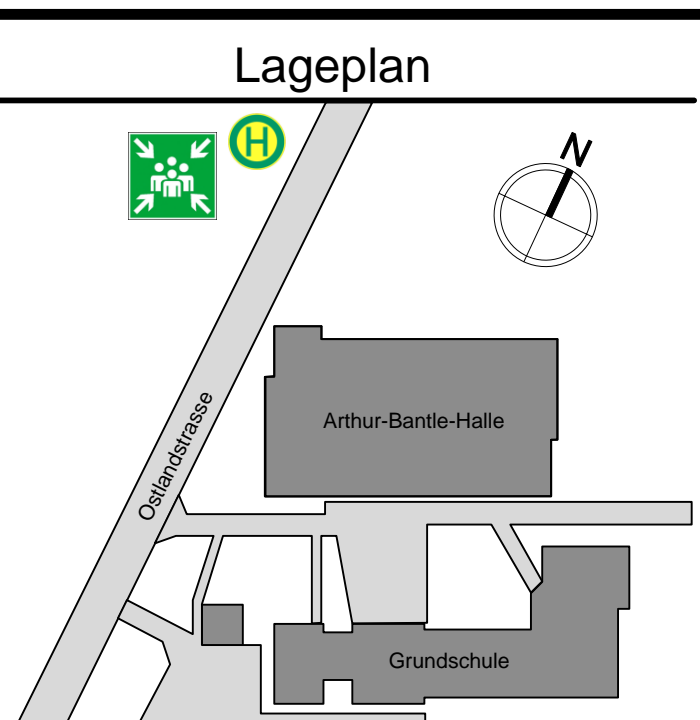 Lageplan
H
N
Arthur-Bantle-Halle
Ostlandstrasse
Grundschule